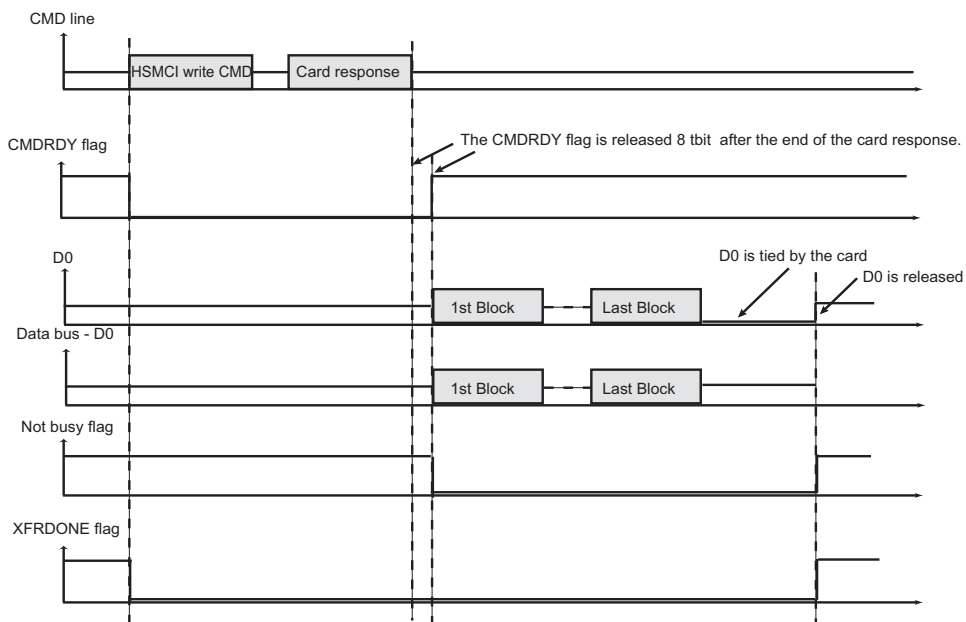 CMD line
HSMCI write CMD
Card response
The CMDRDY flag is released 8 tbit after the end of the card response.
CMDRDY flag
D0 is tied by the card
D0
D0 is released
1st Block
Last Block
Data bus - D0
1st Block
Last Block
Not busy flag
XFRDONE flag